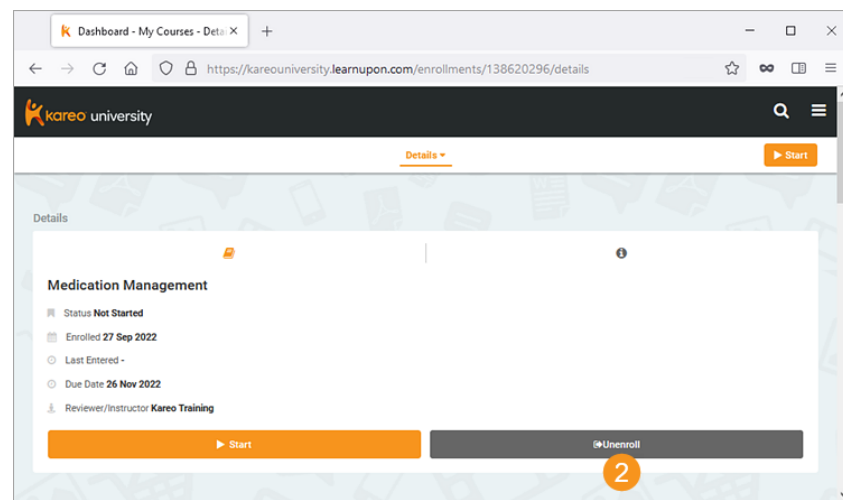 Dashboard - My Courses - Deta
https://kareouniversity.learnupon.com/enrollments/138620296/details
kareo university
Details
Start
Details
Medication Management
Status Not Started
Enrolled 27 Sep 2022
Last Entered -
Due Date 26 Nov 2022
Reviewer/Instructor Kareo Training
Start
Unenroll
2